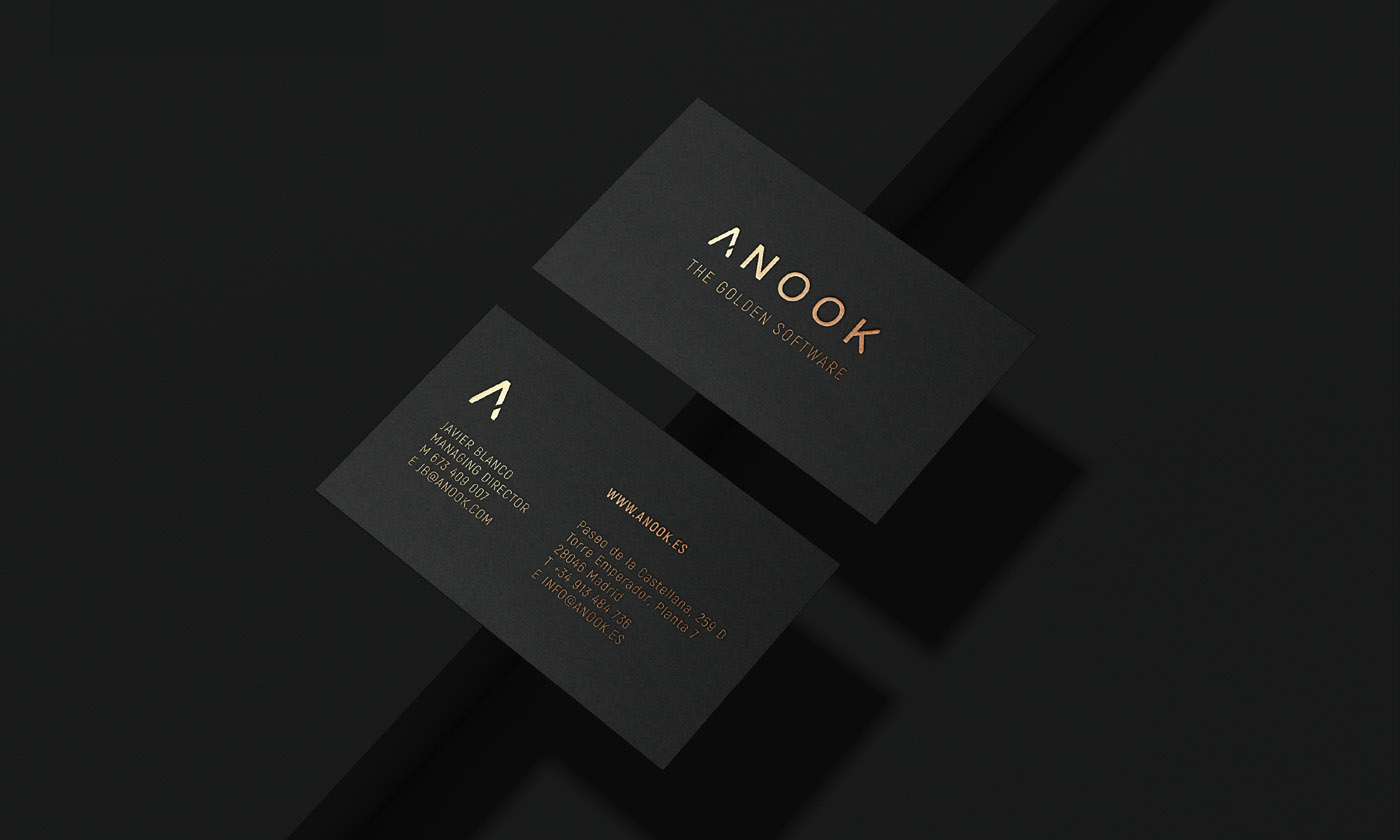 ANOOK
THE GOLDEN SOFTWARE
JAVIER BLANCO
MANAGING DIRECTOR
M 673 409 007
E JB@ANOOK.COM
WWW.ANOOK.ES
Paseo de la Castellana, 259 D
Torre Emperador, Planta 7
28046 Madrid
T +34 913 484 736
E INFO@ANOOK.ES